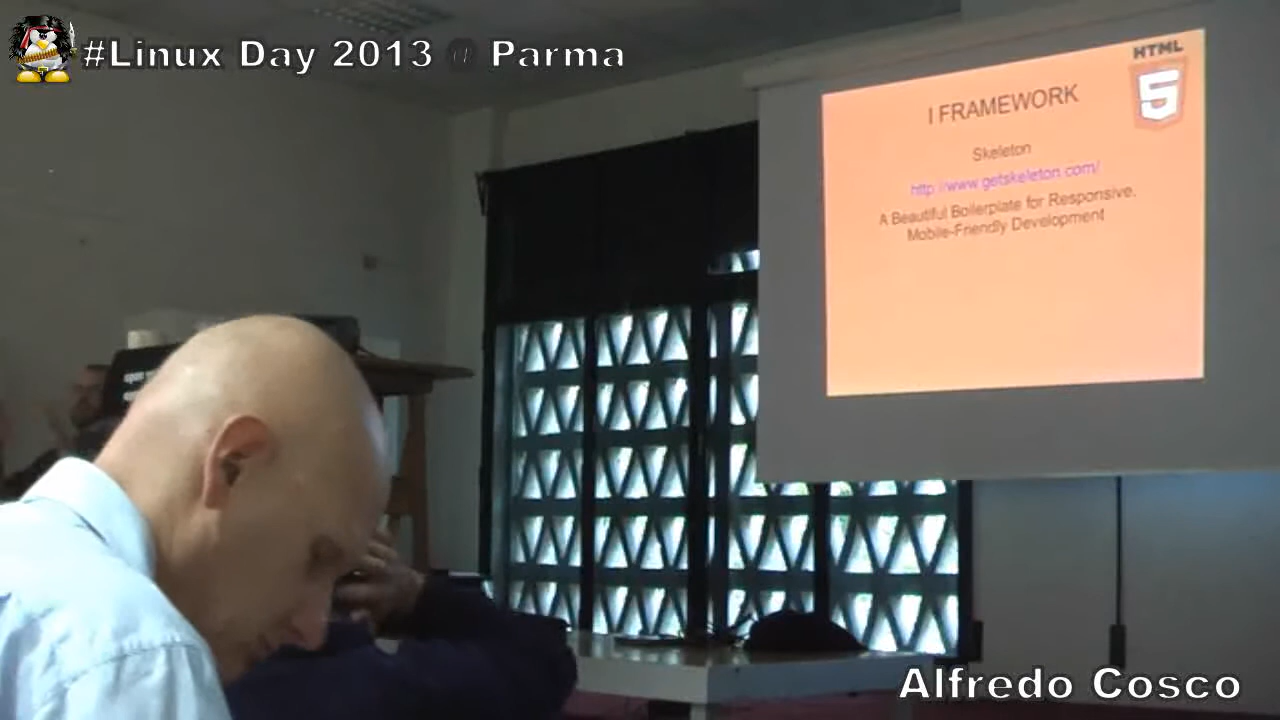 #Linux Day 2013 @ Parma
HTML
5
I FRAMEWORK
Skeleton
http://www.getskeleton.com/
A Beautiful Boilerplate for Responsive,
Mobile-Friendly Development
Alfredo Cosco